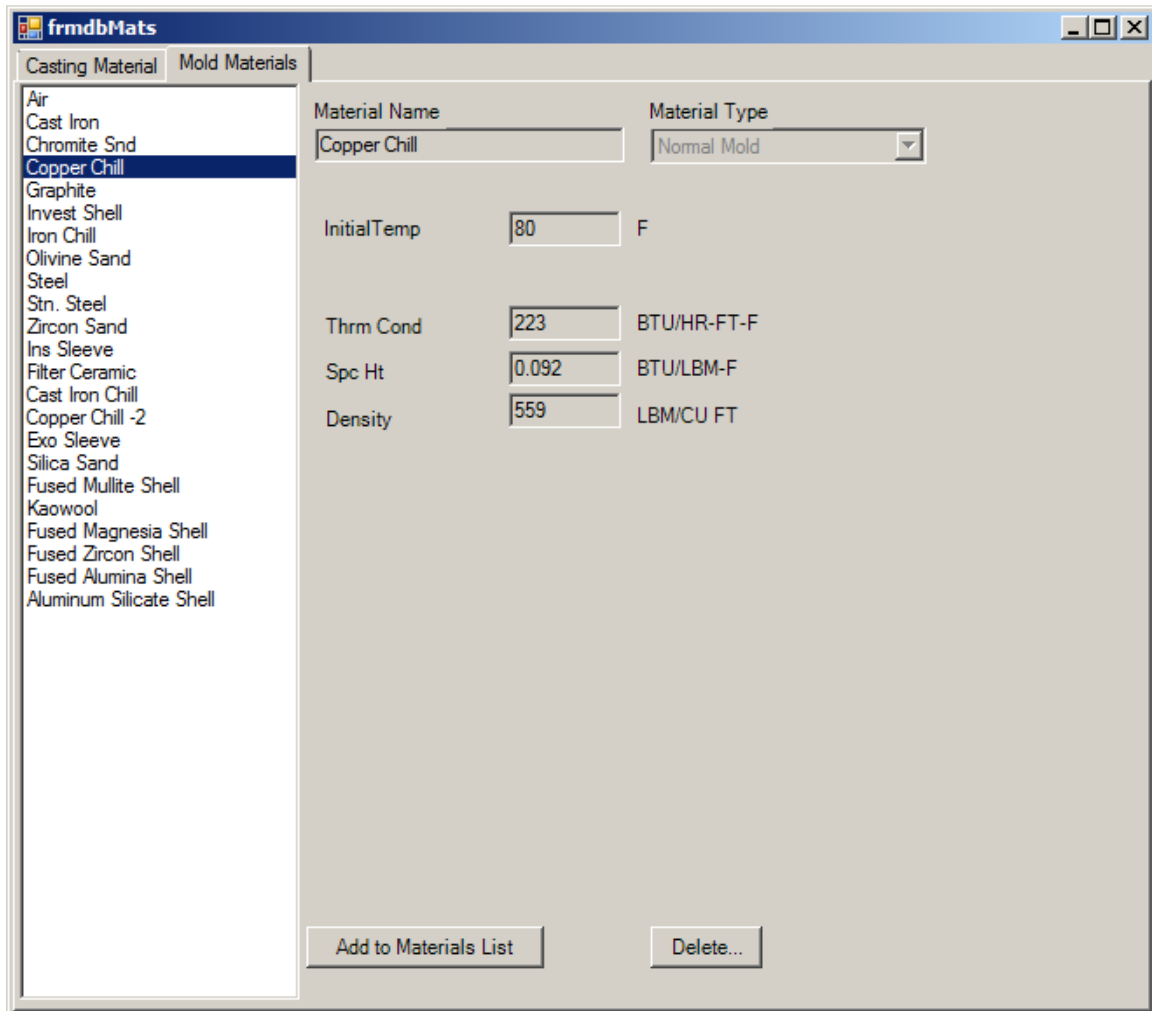 frmdbMats
Casting Material Mold Materials
Air
Cast Iron
Chromite Snd
Copper Chill
Graphite
Invest Shell
Iron Chill
Olivine Sand
Steel
Stn. Steel
Zircon Sand
Ins Sleeve
Filter Ceramic
Cast Iron Chill
Copper Chill -2
Exo Sleeve
Silica Sand
Fused Mullite Shell
Kaowool
Fused Magnesia Shell
Fused Zircon Shell
Fused Alumina Shell
Aluminum Silicate Shell
Material Name Material Type
Copper Chill Normal Mold
InitialTemp 80 F
Thrm Cond 223 BTU/HR-FT-F
Spc Ht 0.092 BTU/LBM-F
Density 559 LBM/CU FT
Add to Materials List Delete...